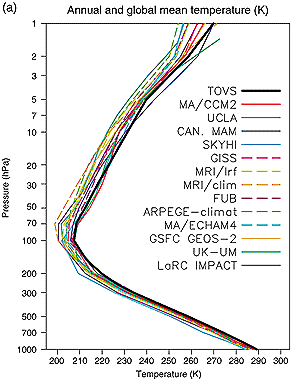 (a) Annual and global mean temperature (K)
1
2
3
5
7
10
20
30
50
70
100
200
300
500
700
1000
Pressure (hPa)
TOVS
MA/CCM2
UCLA
CAN. MAM
SKYHI
GISS
MRI/lrf
MRI/clim
FUB
ARPEGE-climat
MA/ECHAM4
GSFC GEOS-2
UK-UM
LaRC IMPACT
200 210 220 230 240 250 260 270 280 290
Temperature (K) Temperature (K)